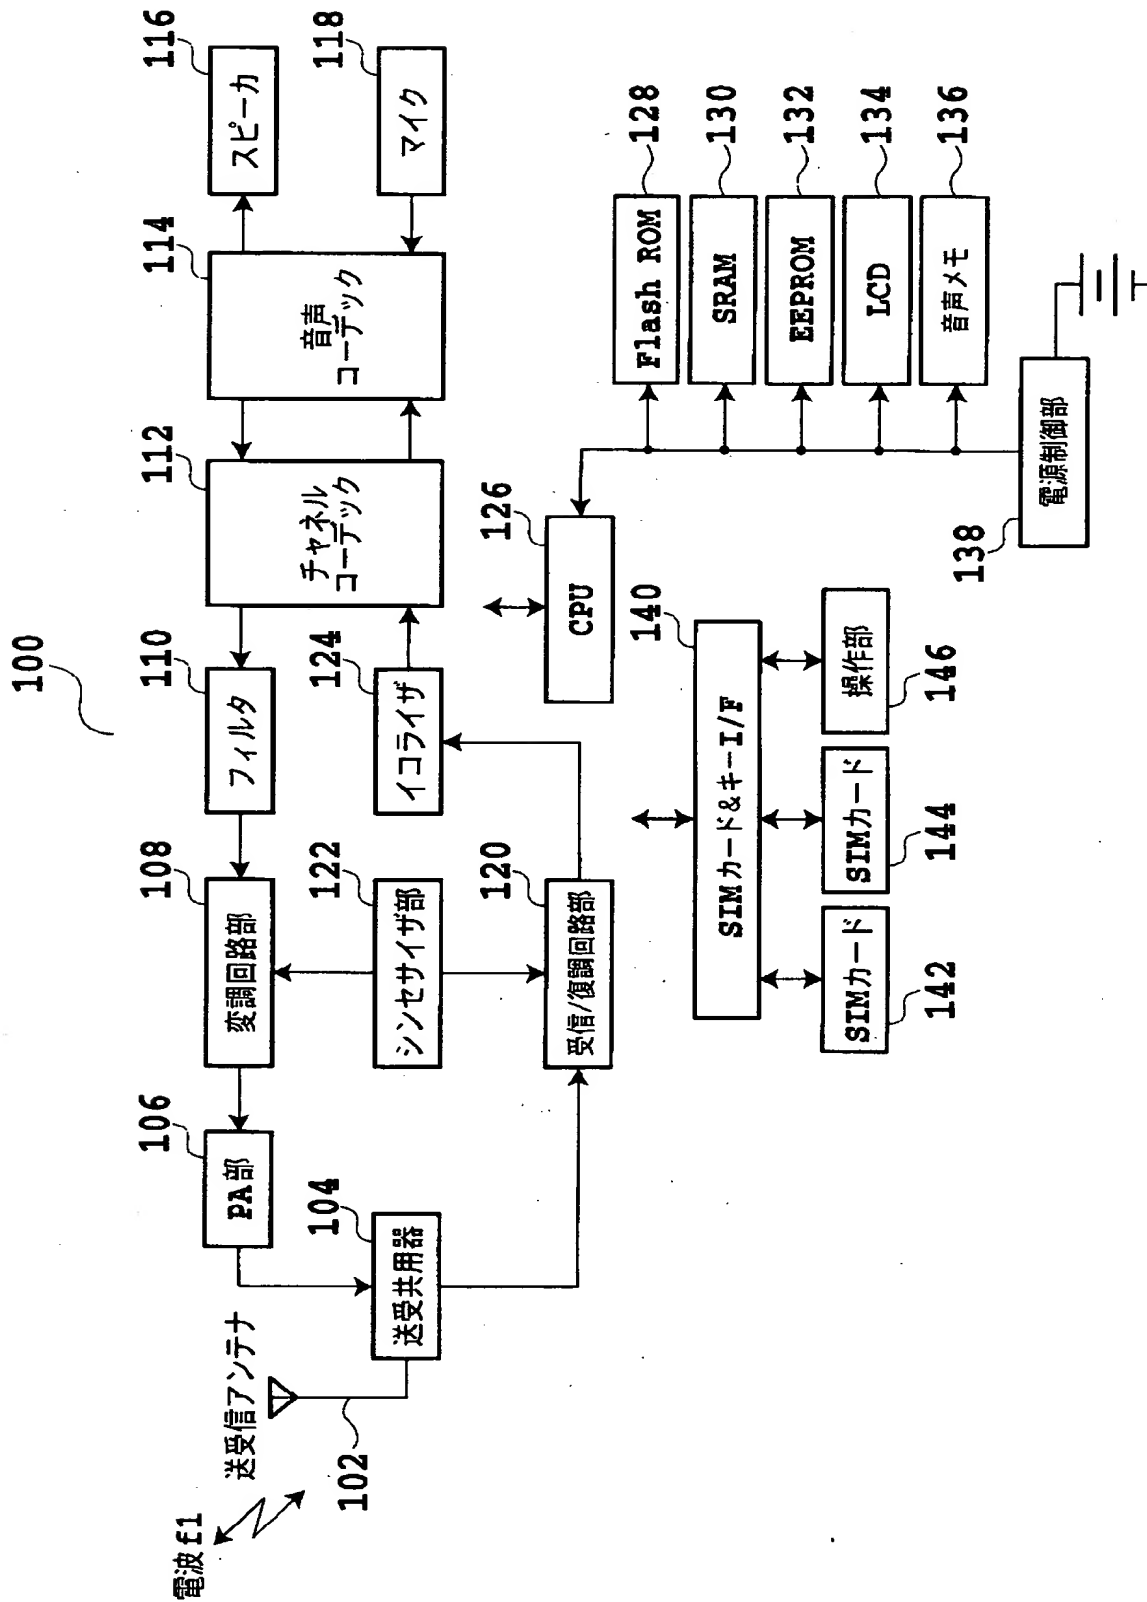 100
電波f1
送受信アンテナ
102
送受共用器
104
PA部
106
変調回路部
108
フィルタ
110
チャネル
コーデック
112
音声
コーデック
114
スピーカ
116
マイク
118
シンセサイザ部
122
イコライザ
124
受信/復調回路部
120
CPU
126
Flash ROM
128
SRAM
130
EEPROM
132
LCD
134
音声メモ
136
電源制御部
138
SIMカード&キーI/F
140
SIMカード
142
SIMカード
144
操作部
146